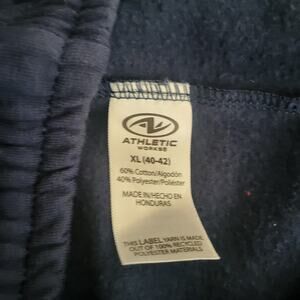 ATHLETIC
WORKS®
XL (40-42)
60% Cotton/Algodón
40% Polyester/Poliéster
MADE IN/HECHO EN
HONDURAS
THIS LABEL YARN IS MADE
OUT OF 100% RECYCLED
POLYESTER MATERIALS